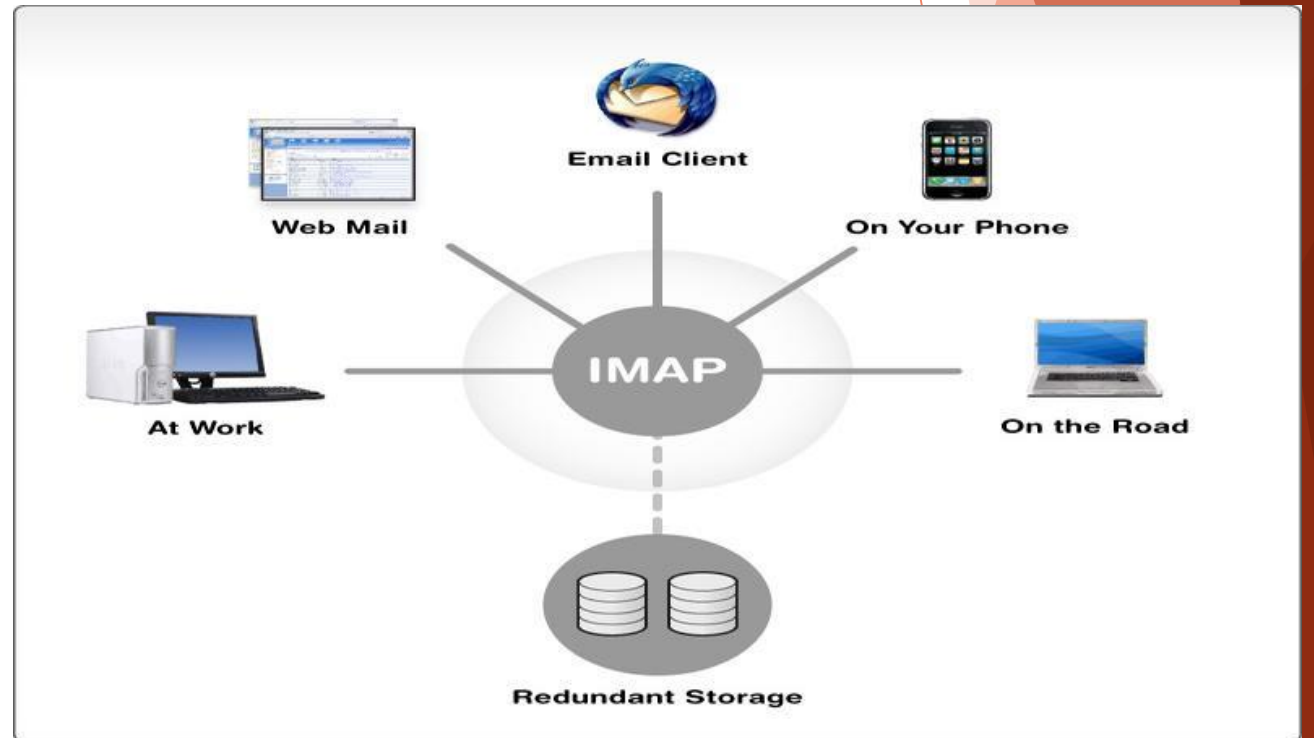 Email Client
Web Mail
On Your Phone
IMAP
At Work
On the Road
Redundant Storage